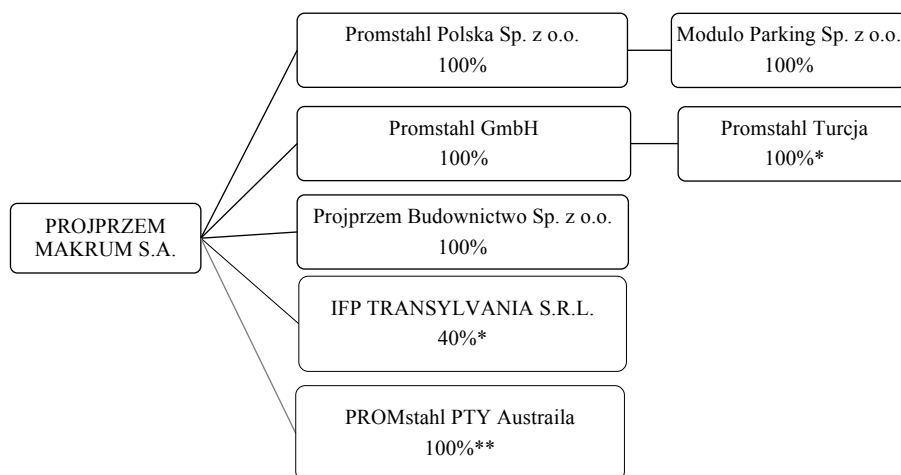 Promstahl Polska Sp. z o.o.
100%
Modulo Parking Sp. z o.o.
100%
Promstahl GmbH
100%
Promstahl Turcja
100%*
PROJPRZEM
MAKRUM S.A.
Projprzem Budownictwo Sp. z o.o.
100%
IFP TRANSYLVANIA S.R.L.
40%*
PROMstahl PTY Austraila
100%**